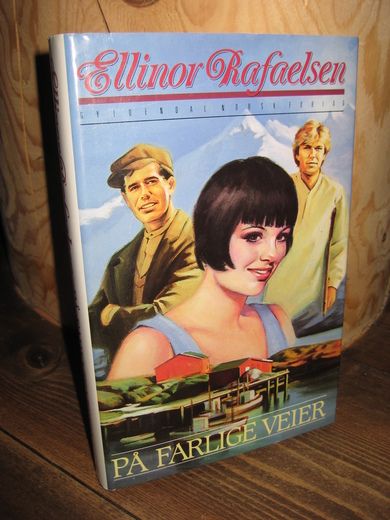 Ellinor Rafaelsen
GYLDENDAL NORSK FORLAG
PÅ FARLIGE VEIER